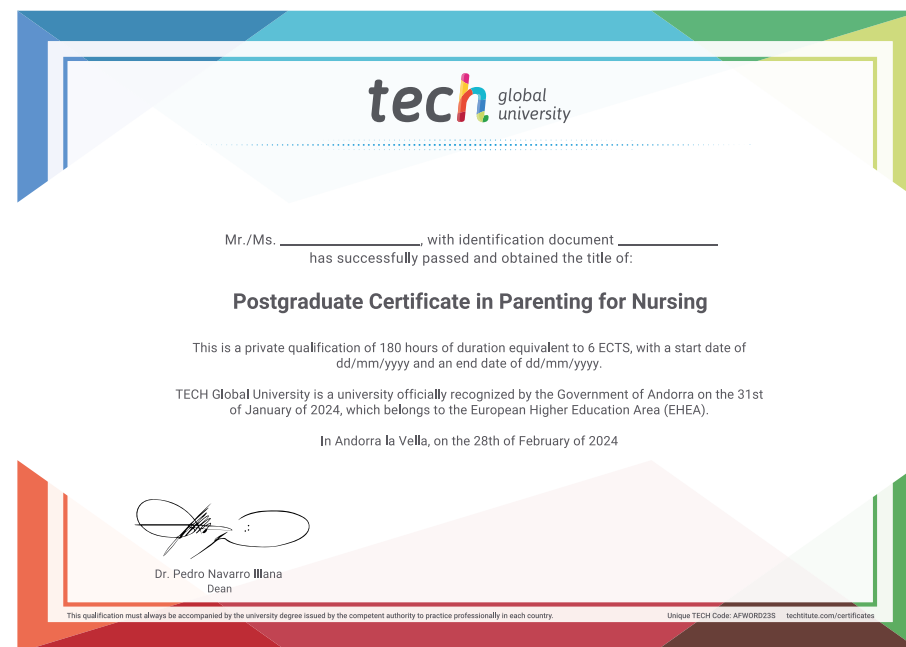 tech global university
Mr./Ms. ____________________, with identification document ______________
has successfully passed and obtained the title of:
Postgraduate Certificate in Parenting for Nursing
This is a private qualification of 180 hours of duration equivalent to 6 ECTS, with a start date of
dd/mm/yyyy and an end date of dd/mm/yyyy.
TECH Global University is a university officially recognized by the Government of Andorra on the 31st
of January of 2024, which belongs to the European Higher Education Area (EHEA).
In Andorra la Vella, on the 28th of February of 2024
Dr. Pedro Navarro Illana
Dean
This qualification must always be accompanied by the university degree issued by the competent authority to practice professionally in each country.
Unique TECH Code: AFWORD23S techtitute.com/certificates